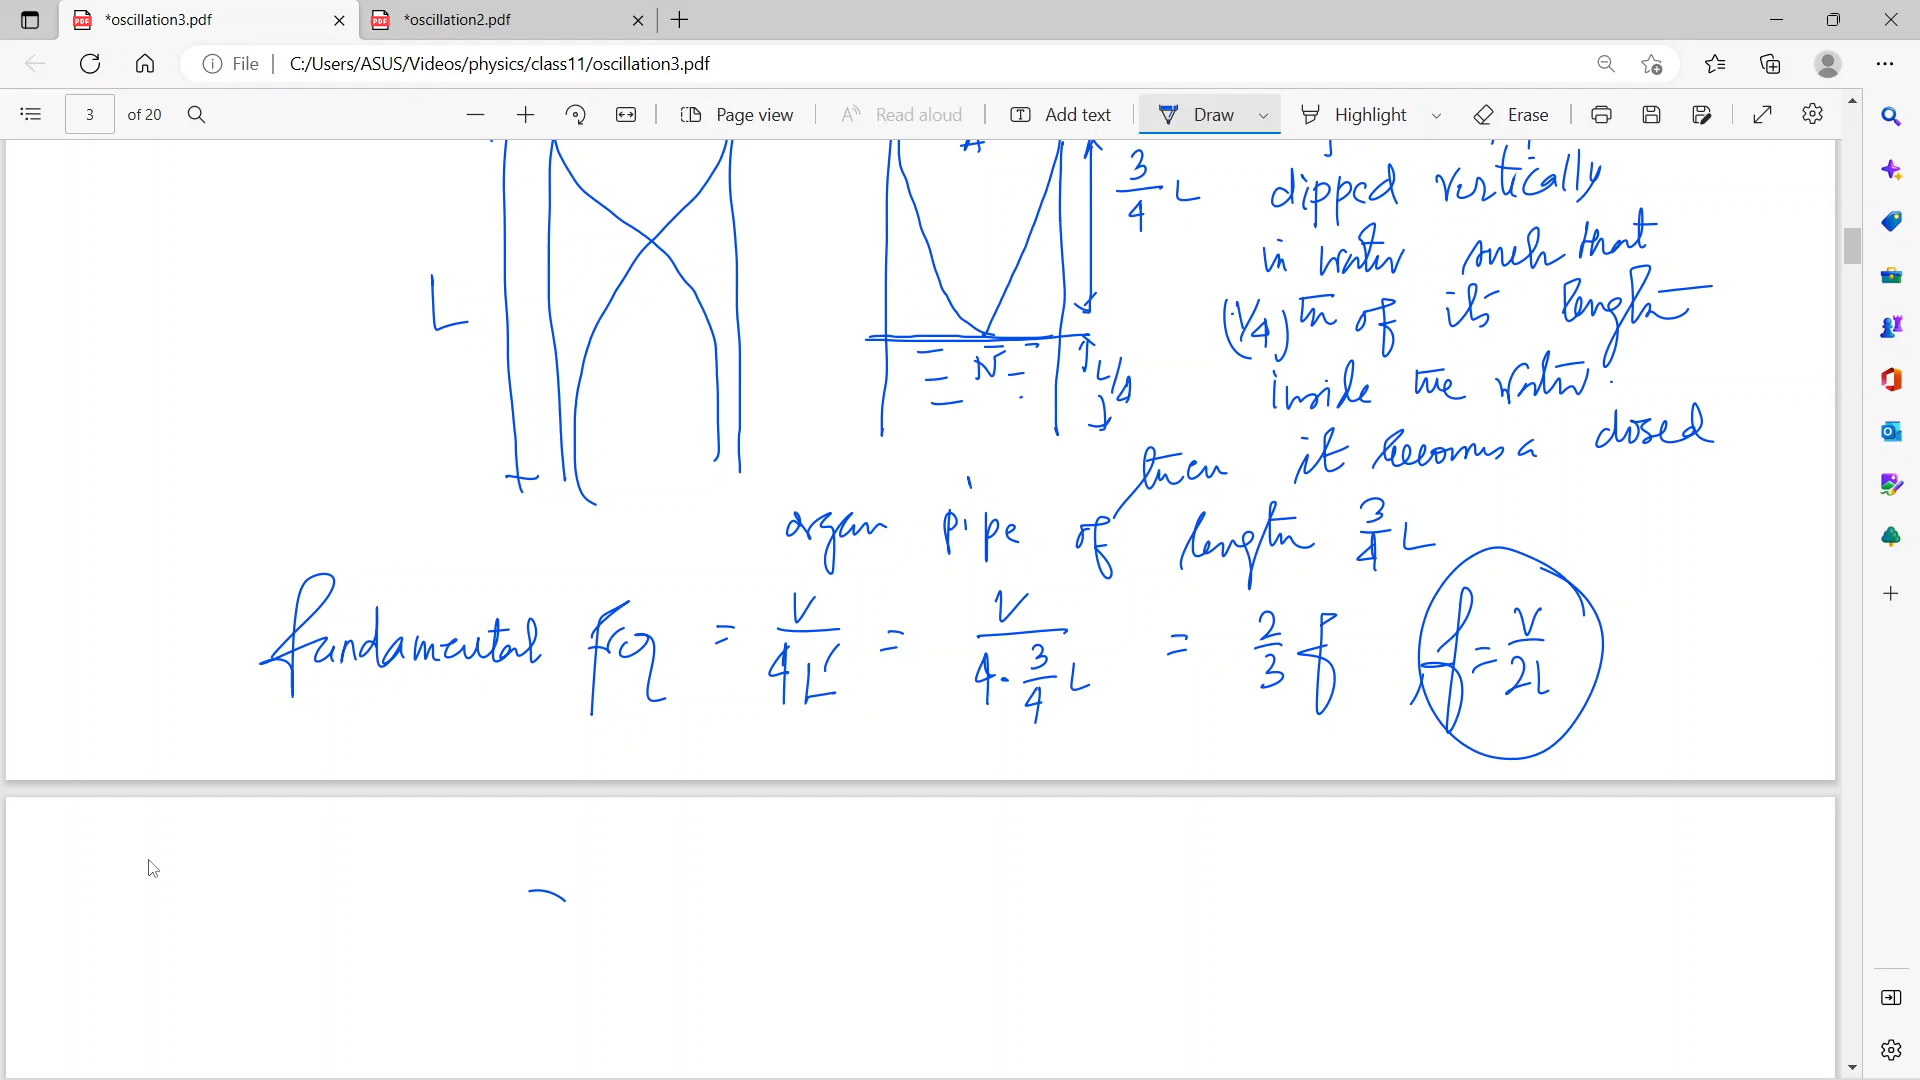 *oscillation3.pdf
*oscillation2.pdf
File
C:/Users/ASUS/Videos/physics/class11/oscillation3.pdf
3 of 20
Page view
Read aloud
Add text
Draw
Highlight
Erase
A
3/4 L
dipped vertically
in water such that
(1/4)th of its length
inside the water.
then it becomes a closed
organ pipe of length 3/4 L
L
N
L/4
fundamental frq = V/4L' = V/(4·3/4 L) = 2/3 f , f = V/2L